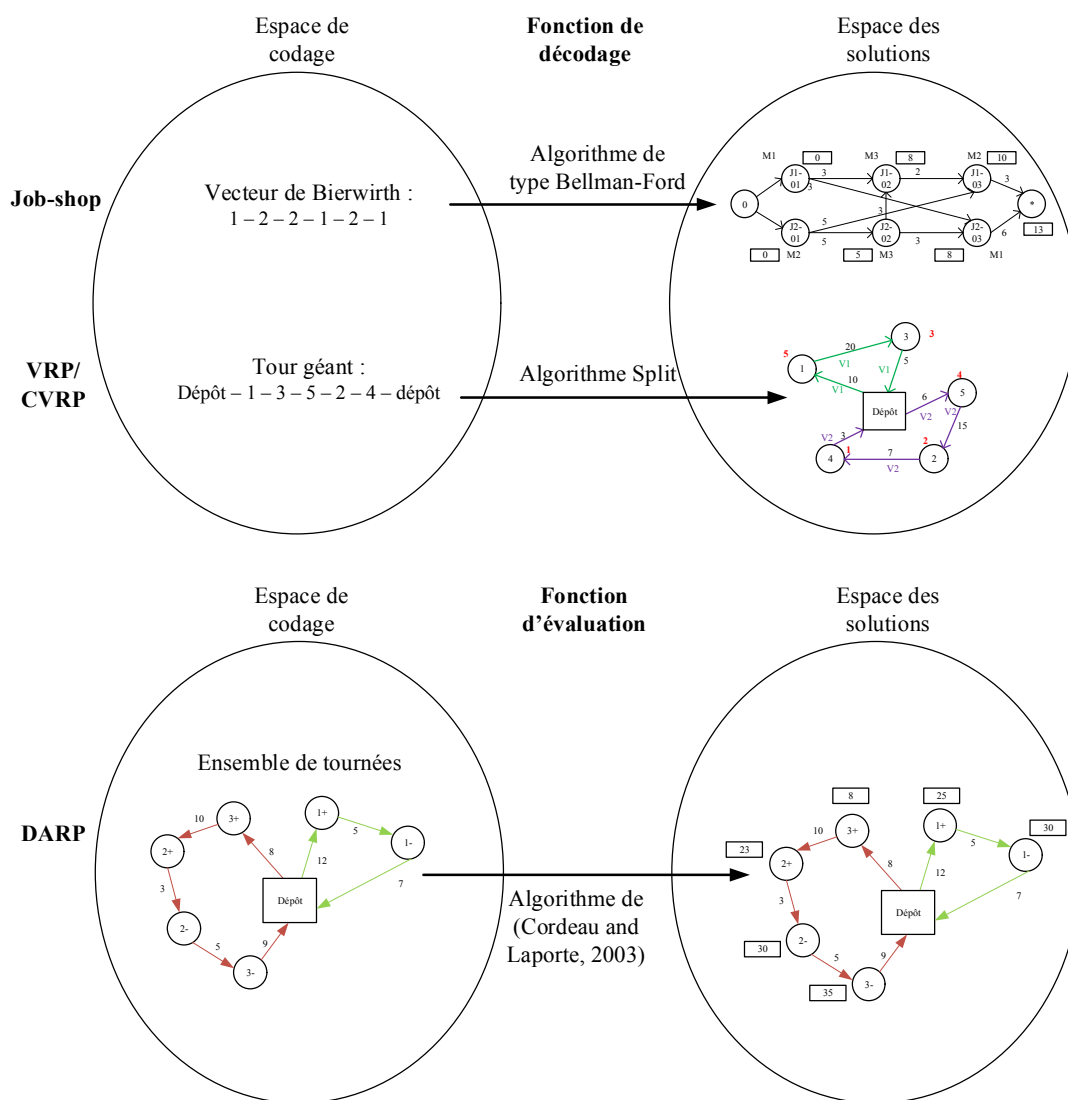 Espace de
codage
Fonction de
décodage
Espace des
solutions
Job-shop
Vecteur de Bierwirth :
1 – 2 – 2 – 1 – 2 – 1
Algorithme de
type Bellman-Ford
M1
0
M3
8
M2
10
J1-
01
3
3
J1-
02
2
J1-
03
3
0
*
13
5
3
6
J2-
01
5
J2-
02
3
J2-
03
0
M2
5
M3
8
M1
VRP/
CVRP
Tour géant :
Dépôt – 1 – 3 – 5 – 2 – 4 – dépôt
Algorithme Split
3
3
20
V1
5
1
5
V1
10
V1
Dépôt
6
V2
4
5
V2
15
V2
3
4
1
7
V2
2
2
Espace de
codage
Fonction
d’évaluation
Espace des
solutions
DARP
Ensemble de tournées
10
3+
1+
5
1-
2+
8
12
7
3
Dépôt
2-
5
9
3-
Algorithme de
(Cordeau and
Laporte, 2003)
8
25
10
3+
1+
5
30
1-
23
2+
8
12
7
3
Dépôt
2-
30
5
9
35
3-